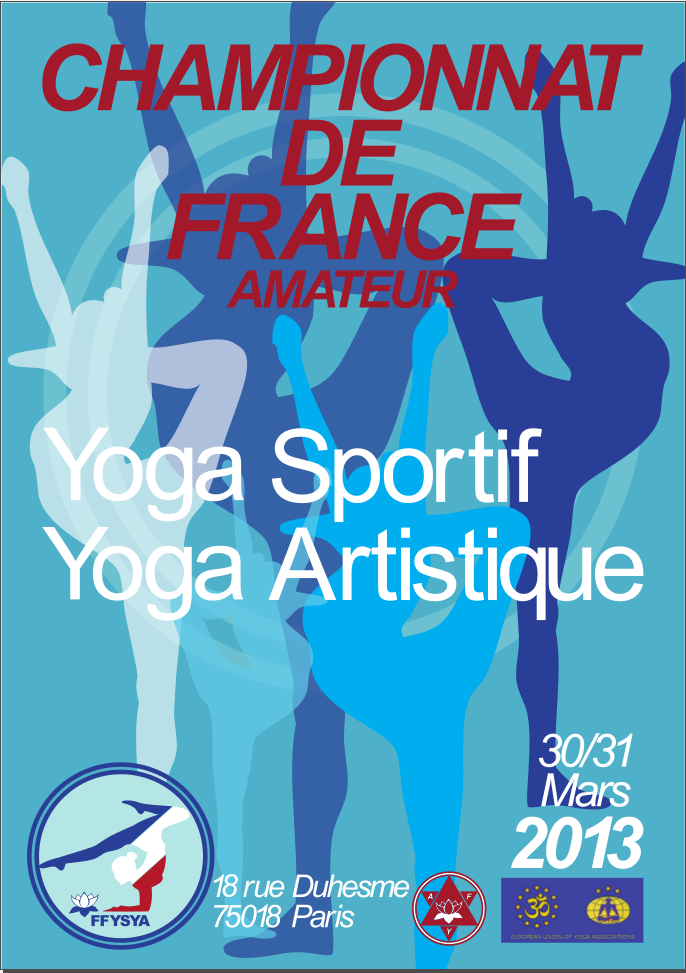 CHAMPIONNAT
DE
FRANCE
AMATEUR
Yoga Sportif
Yoga Artistique
30/31
Mars
2013
18 rue Duhesme
75018 Paris
FFYSYA
A F
Y
ॐ
EUROPEAN UNION OF YOGA ASSOCIATIONS